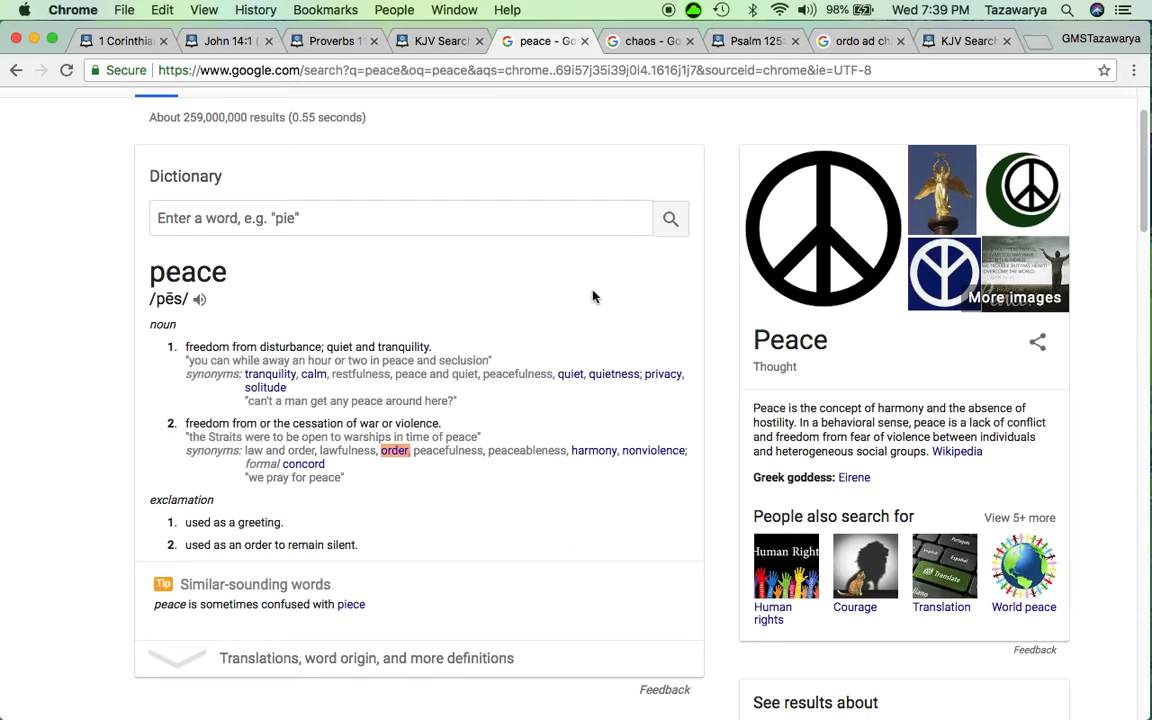 Chrome File Edit View History Bookmarks People Window Help 98% Wed 7:39 PM Tazawarya
1 Corinthia John 14:1 ( Proverbs 1 KJV Search peace - Go chaos - Go Psalm 125: ordo ad ch KJV Search GMSTazawarya
Secure https://www.google.com/search?q=peace&oq=peace&aqs=chrome..69i57j35i39j0l4.1616j1j7&sourceid=chrome&ie=UTF-8
About 259,000,000 results (0.55 seconds)
Dictionary
Enter a word, e.g. "pie"
peace
/pēs/
noun
1. freedom from disturbance; quiet and tranquility.
"you can while away an hour or two in peace and seclusion"
synonyms: tranquility, calm, restfulness, peace and quiet, peacefulness, quiet, quietness; privacy,
solitude
"can't a man get any peace around here?"
2. freedom from or the cessation of war or violence.
"the Straits were to be open to warships in time of peace"
synonyms: law and order, lawfulness, order, peacefulness, peaceableness, harmony, nonviolence;
formal concord
"we pray for peace"
exclamation
1. used as a greeting.
2. used as an order to remain silent.
Tip Similar-sounding words
peace is sometimes confused with piece
Translations, word origin, and more definitions
Feedback
More images
Peace
Thought
Peace is the concept of harmony and the absence of
hostility. In a behavioral sense, peace is a lack of conflict
and freedom from fear of violence between individuals
and heterogeneous social groups. Wikipedia
Greek goddess: Eirene
People also search for View 5+ more
Human Right
Translate
Human
rights
Courage
Translation
World peace
Feedback
See results about